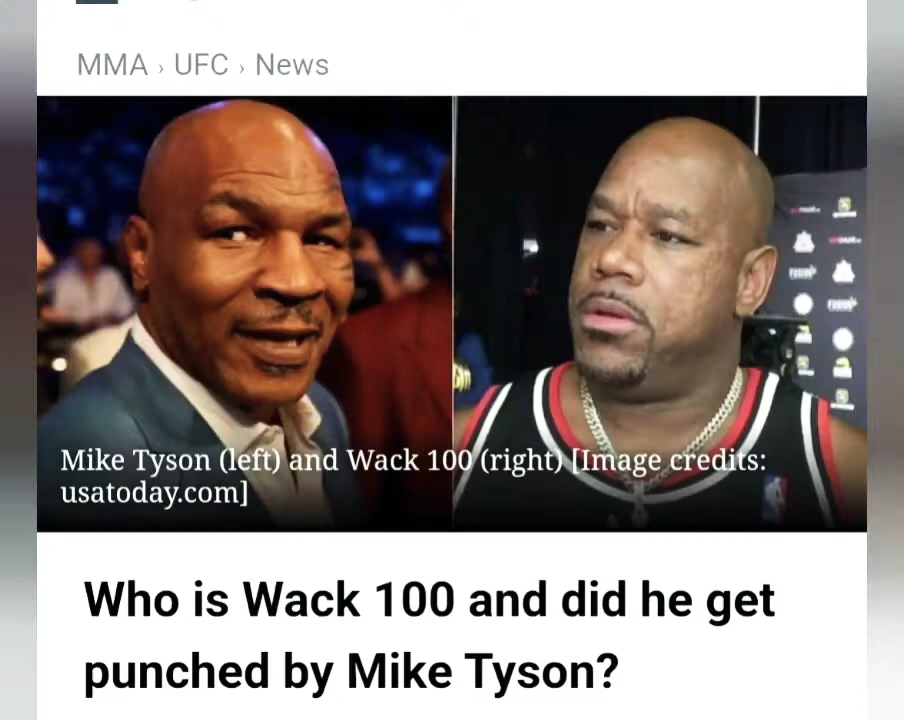 MMA › UFC › News
Mike Tyson (left) and Wack 100 (right) [Image credits:
usatoday.com]
Who is Wack 100 and did he get
punched by Mike Tyson?